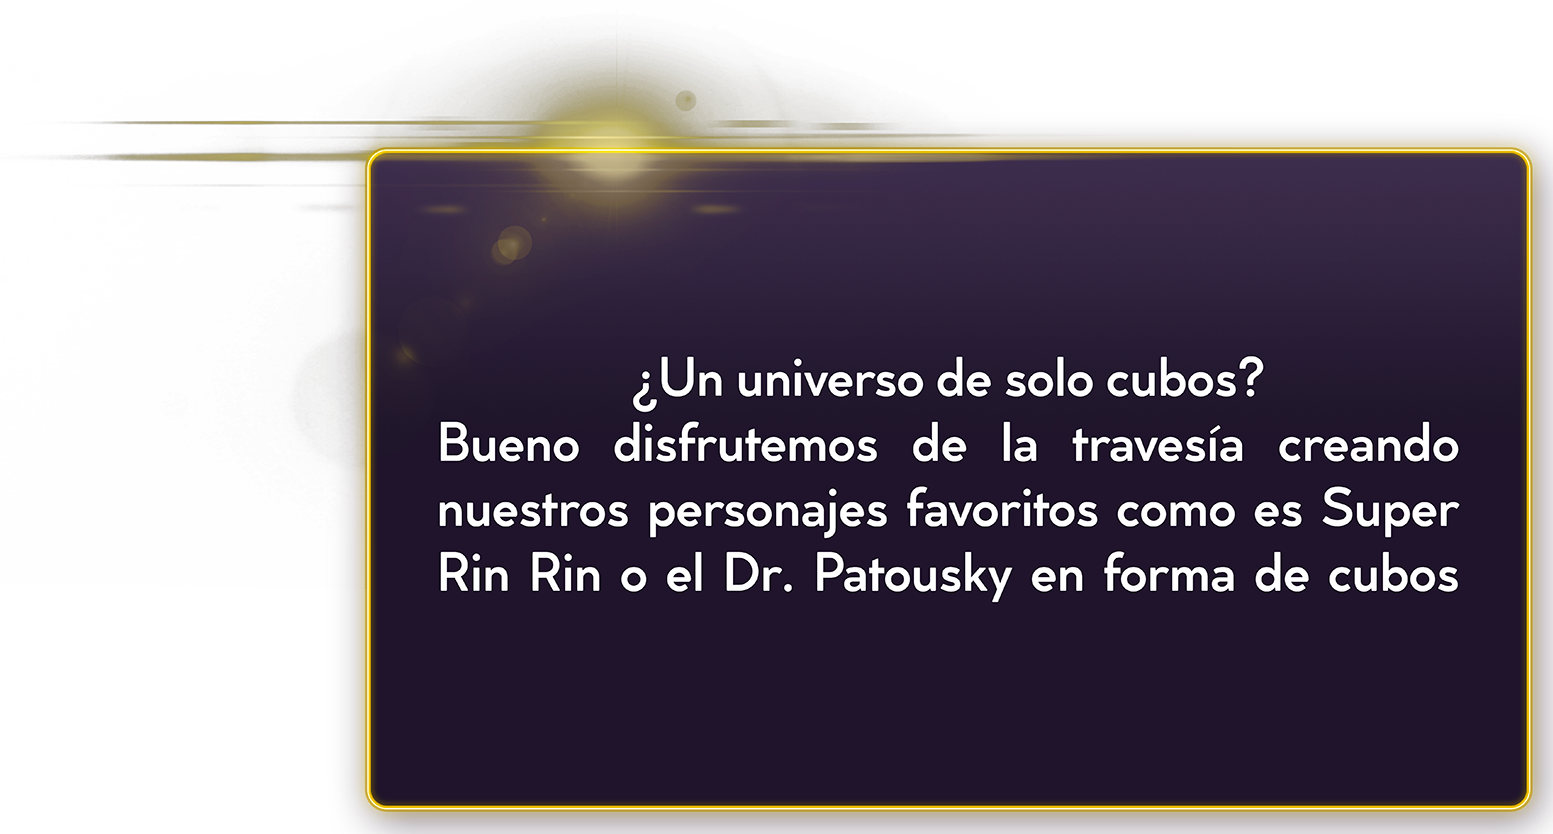 ¿Un universo de solo cubos?
Bueno disfrutemos de la travesía creando
nuestros personajes favoritos como es Super
Rin Rin o el Dr. Patousky en forma de cubos